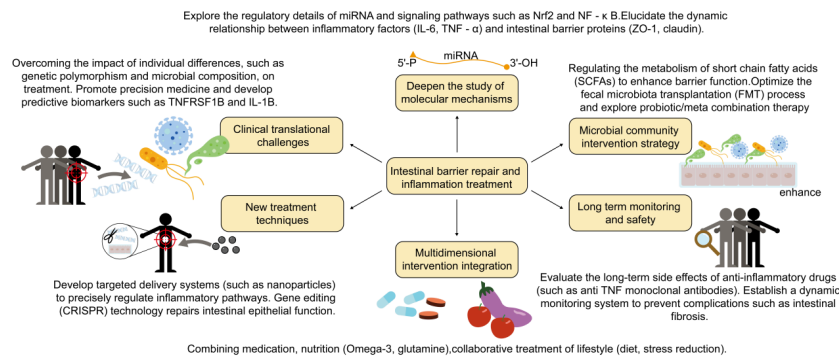 Explore the regulatory details of miRNA and signaling pathways such as Nrf2 and NF - κ B.Elucidate the dynamic
relationship between inflammatory factors (IL-6, TNF - α) and intestinal barrier proteins (ZO-1, claudin).
miRNA
5'-P
3'-OH
Deepen the study of
molecular mechanisms
Overcoming the impact of individual differences, such as
genetic polymorphism and microbial composition, on
treatment. Promote precision medicine and develop
predictive biomarkers such as TNFRSF1B and IL-1B.
Clinical translational
challenges
Regulating the metabolism of short chain fatty acids
(SCFAs) to enhance barrier function.Optimize the
fecal microbiota transplantation (FMT) process
and explore probiotic/meta combination therapy
Microbial community
intervention strategy
enhance
Intestinal barrier repair and
inflammation treatment
New treatment
techniques
Long term monitoring
and safety
Multidimensional
intervention integration
Develop targeted delivery systems (such as nanoparticles)
to precisely regulate inflammatory pathways. Gene editing
(CRISPR) technology repairs intestinal epithelial function.
Evaluate the long-term side effects of anti-inflammatory drugs
(such as anti TNF monoclonal antibodies). Establish a dynamic
monitoring system to prevent complications such as intestinal
fibrosis.
Combining medication, nutrition (Omega-3, glutamine),collaborative treatment of lifestyle (diet, stress reduction).